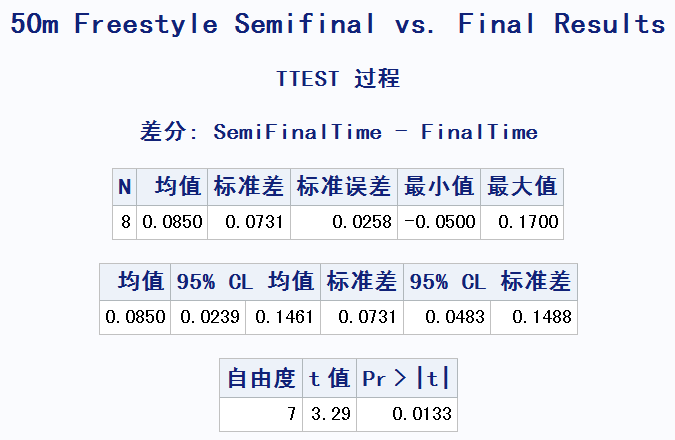 50m Freestyle Semifinal vs. Final Results
TTEST 过程
差分: SemiFinalTime - FinalTime
N 均值 标准差 标准误差 最小值 最大值
8 0.0850 0.0731 0.0258 -0.0500 0.1700
均值 95% CL 均值 标准差 95% CL 标准差
0.0850 0.0239 0.1461 0.0731 0.0483 0.1488
自由度 t 值 Pr > |t|
7 3.29 0.0133